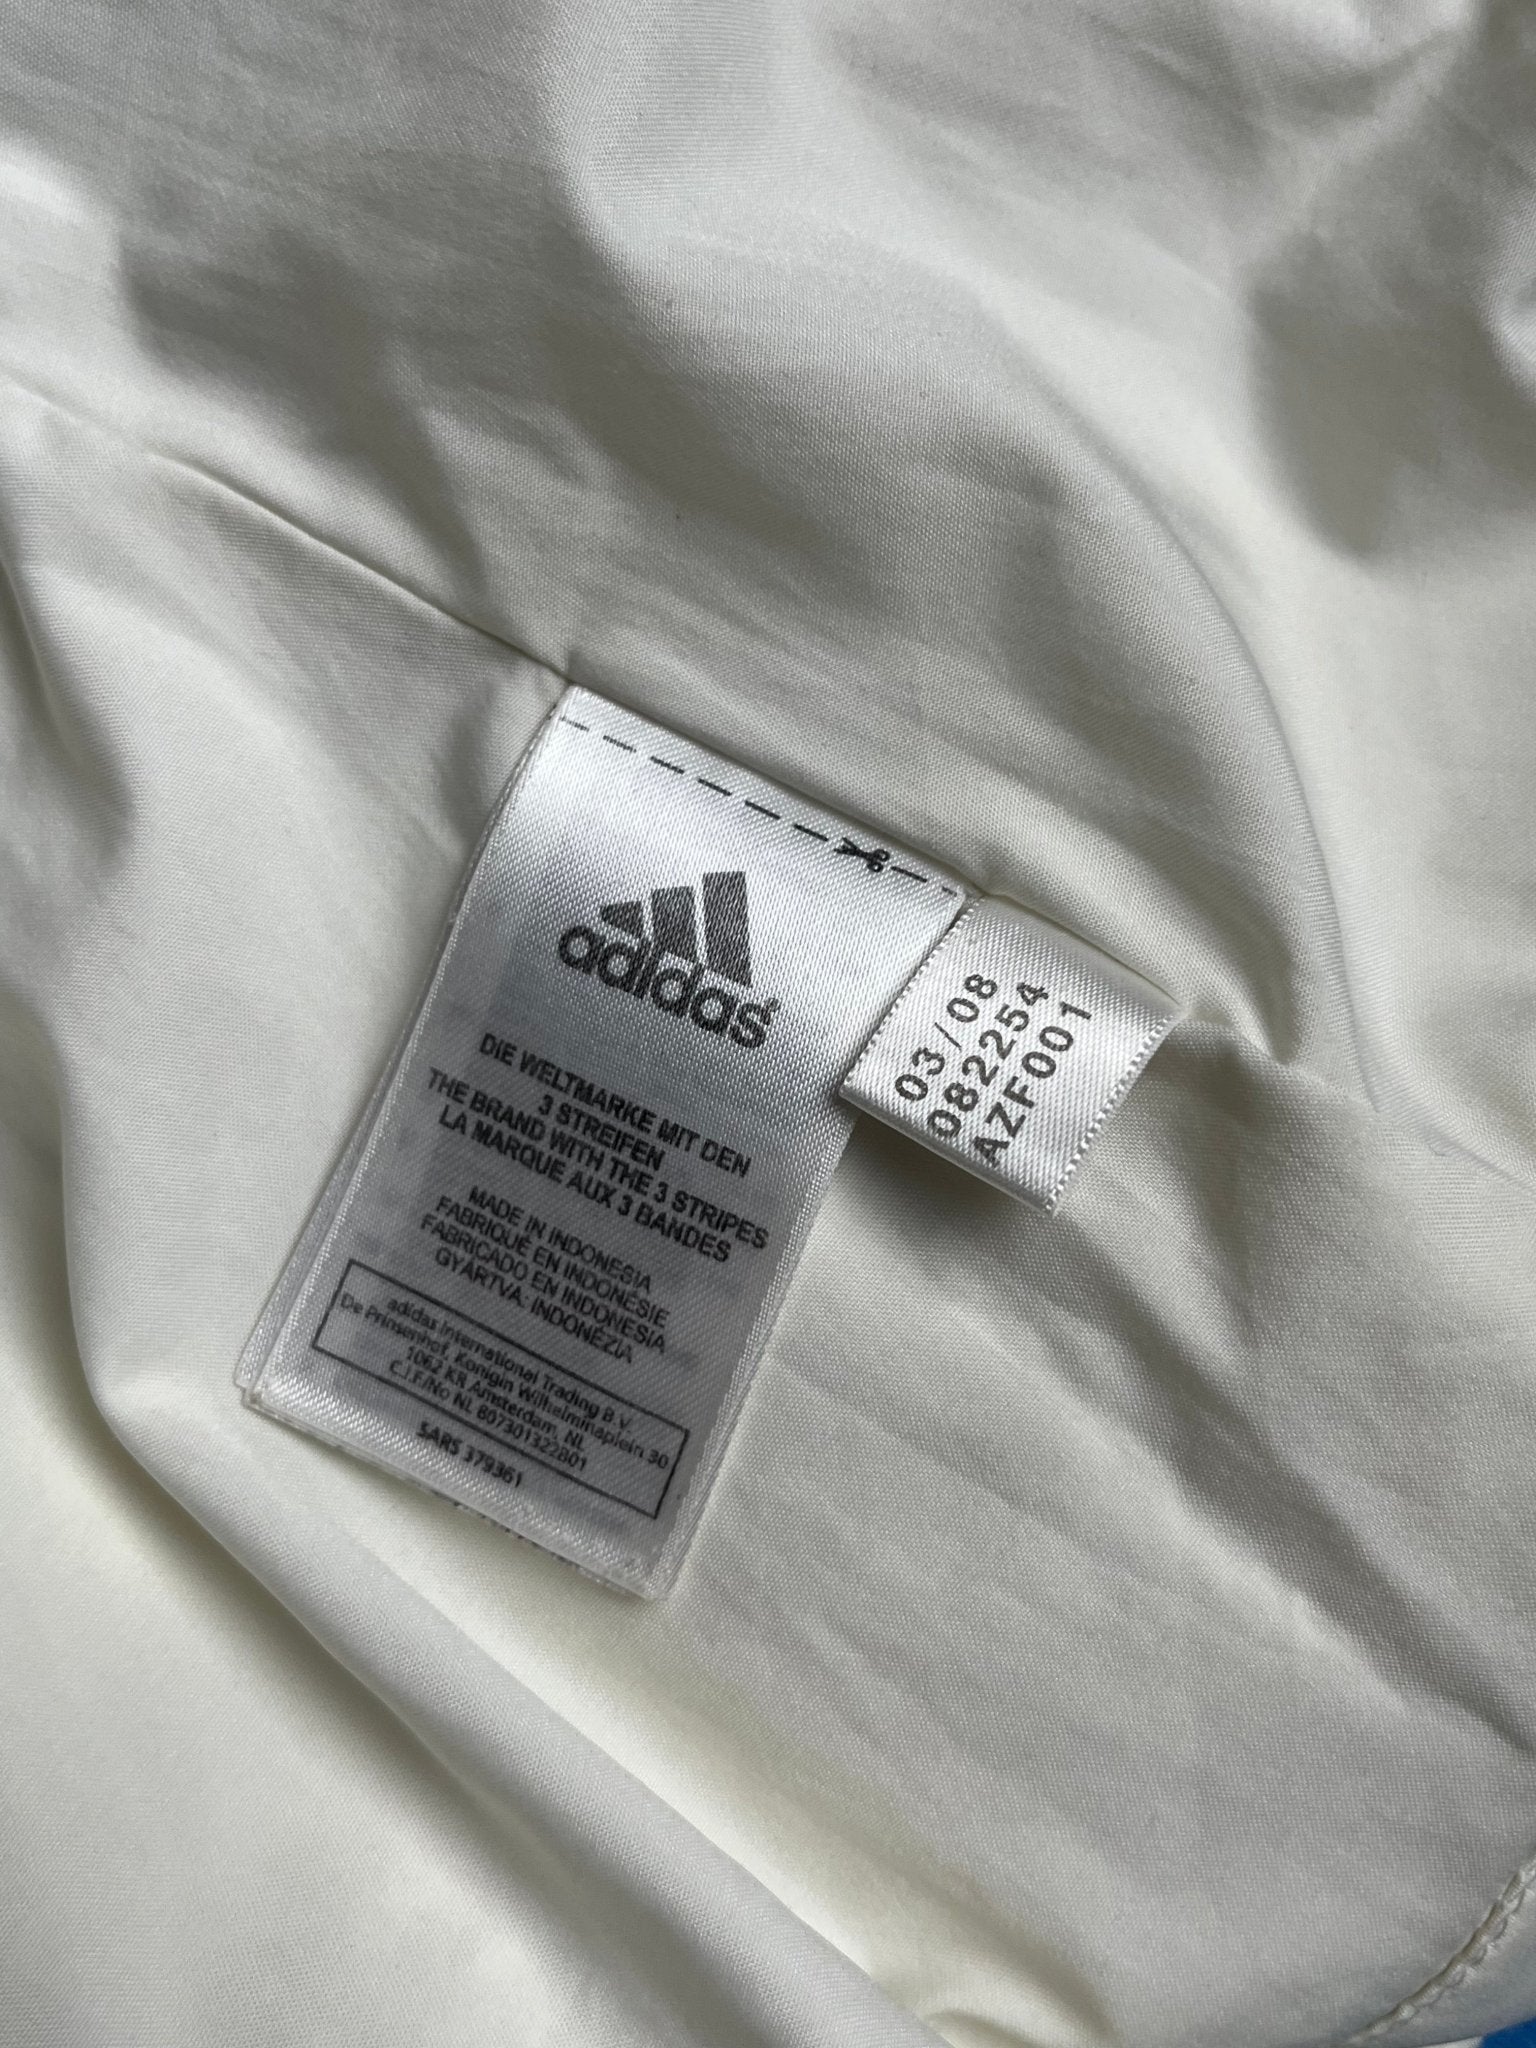 adidas
DIE WELTMARKE MIT DEN
3 STREIFEN
THE BRAND WITH THE 3 STRIPES
LA MARQUE AUX 3 BANDES
MADE IN INDONESIA
FABRIQUÉ EN INDONÉSIE
FABRICADO EN INDONESIA
GYÁRTVA: INDONÉZIA
adidas International Trading B.V.
De Prinsenhof, Konigin Wilhelminaplein 30
1062 KR Amsterdam, NL
C.I.F./No NL 807301322B01
SARS 379361
03/08
082254
AZF001